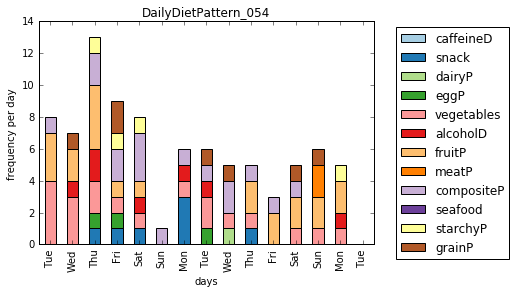 DailyDietPattern_054
14
12
10
8
6
4
2
0
frequency per day
Tue Wed Thu Fri Sat Sun Mon Tue Wed Thu Fri Sat Sun Mon Tue
days
caffeineD
snack
dairyP
eggP
vegetables
alcoholD
fruitP
meatP
compositeP
seafood
starchyP
grainP